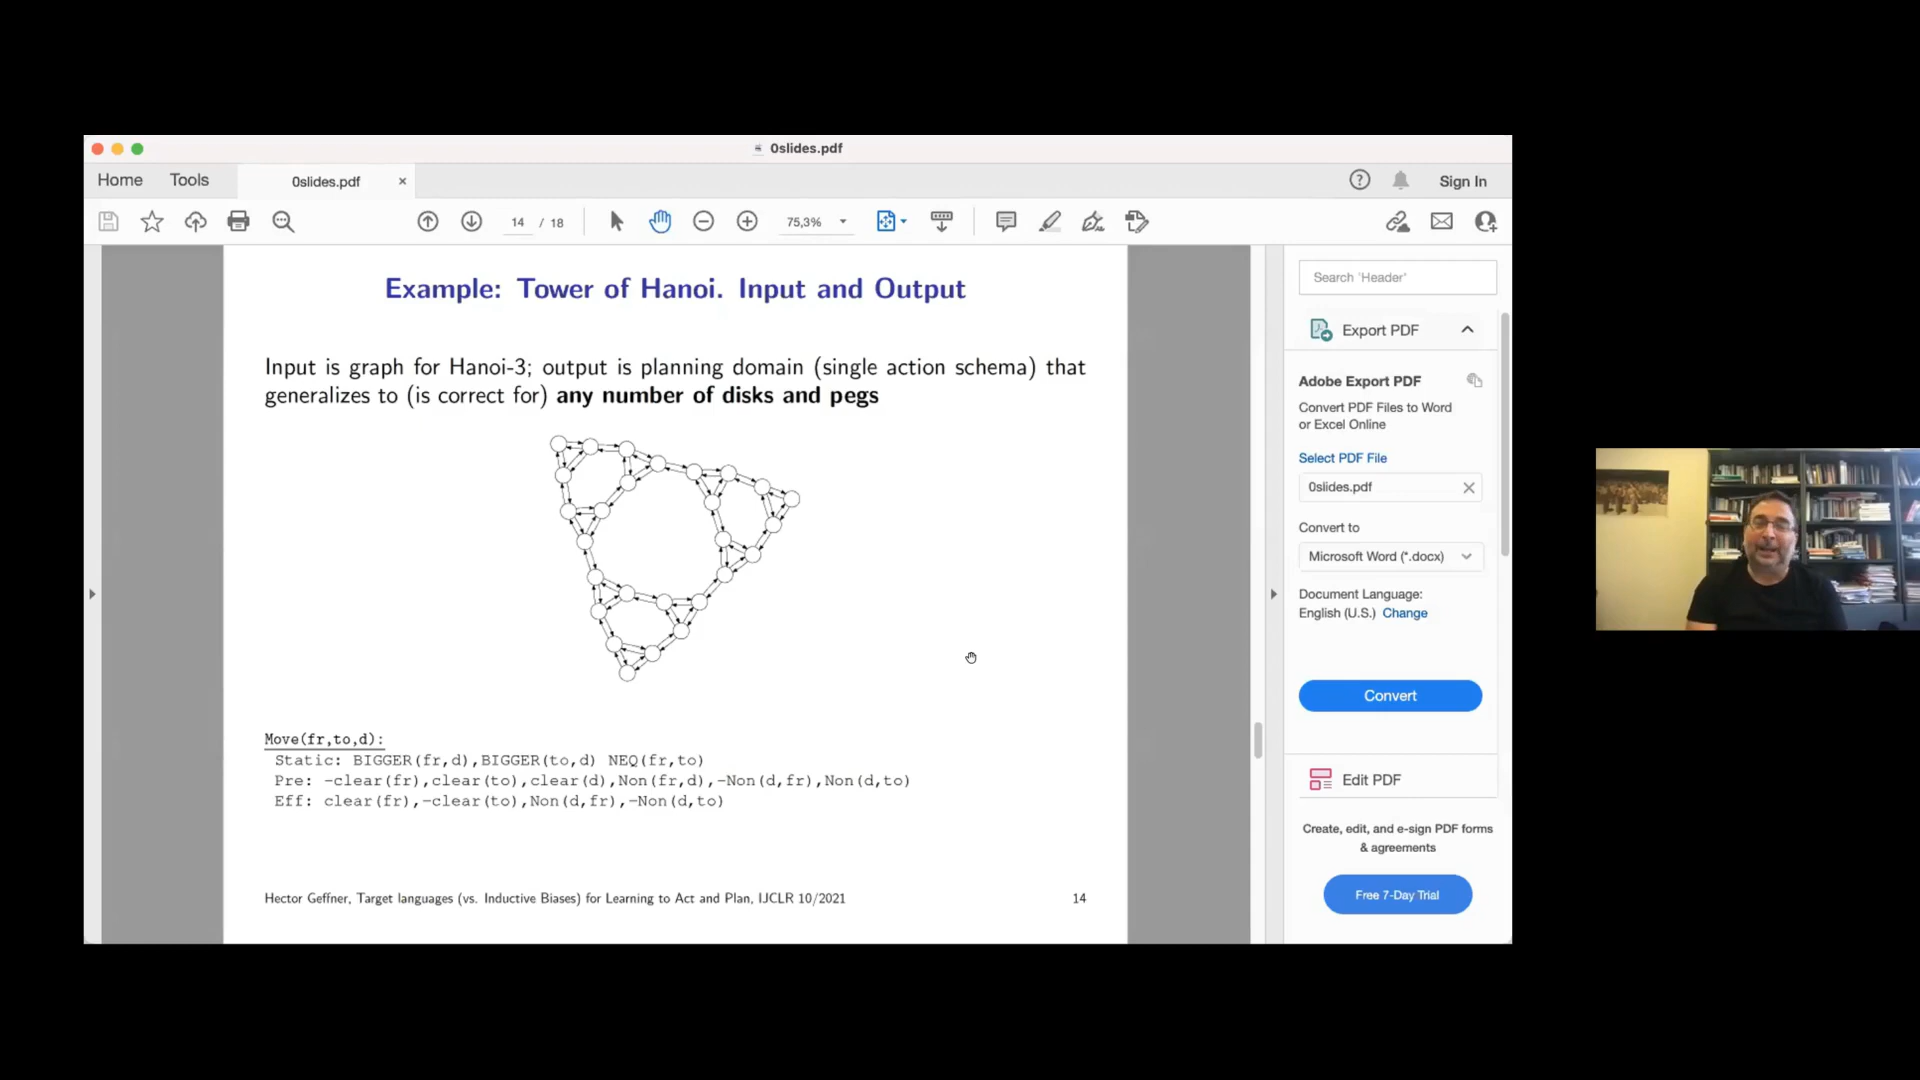 0slides.pdf
Home
Tools
0slides.pdf
Sign In
14 / 18
75,3%
Example: Tower of Hanoi. Input and Output
Input is graph for Hanoi-3; output is planning domain (single action schema) that
generalizes to (is correct for) any number of disks and pegs
Move(fr,to,d):
Static: BIGGER(fr,d),BIGGER(to,d) NEQ(fr,to)
Pre: -clear(fr),clear(to),clear(d),Non(fr,d),-Non(d,fr),Non(d,to)
Eff: clear(fr),-clear(to),Non(d,fr),-Non(d,to)
Hector Geffner, Target languages (vs. Inductive Biases) for Learning to Act and Plan, IJCLR 10/2021
14
Search 'Header'
Export PDF
Adobe Export PDF
Convert PDF Files to Word
or Excel Online
Select PDF File
0slides.pdf
Convert to
Microsoft Word (*.docx)
Document Language:
English (U.S.) Change
Convert
Edit PDF
Create, edit, and e-sign PDF forms
& agreements
Free 7-Day Trial